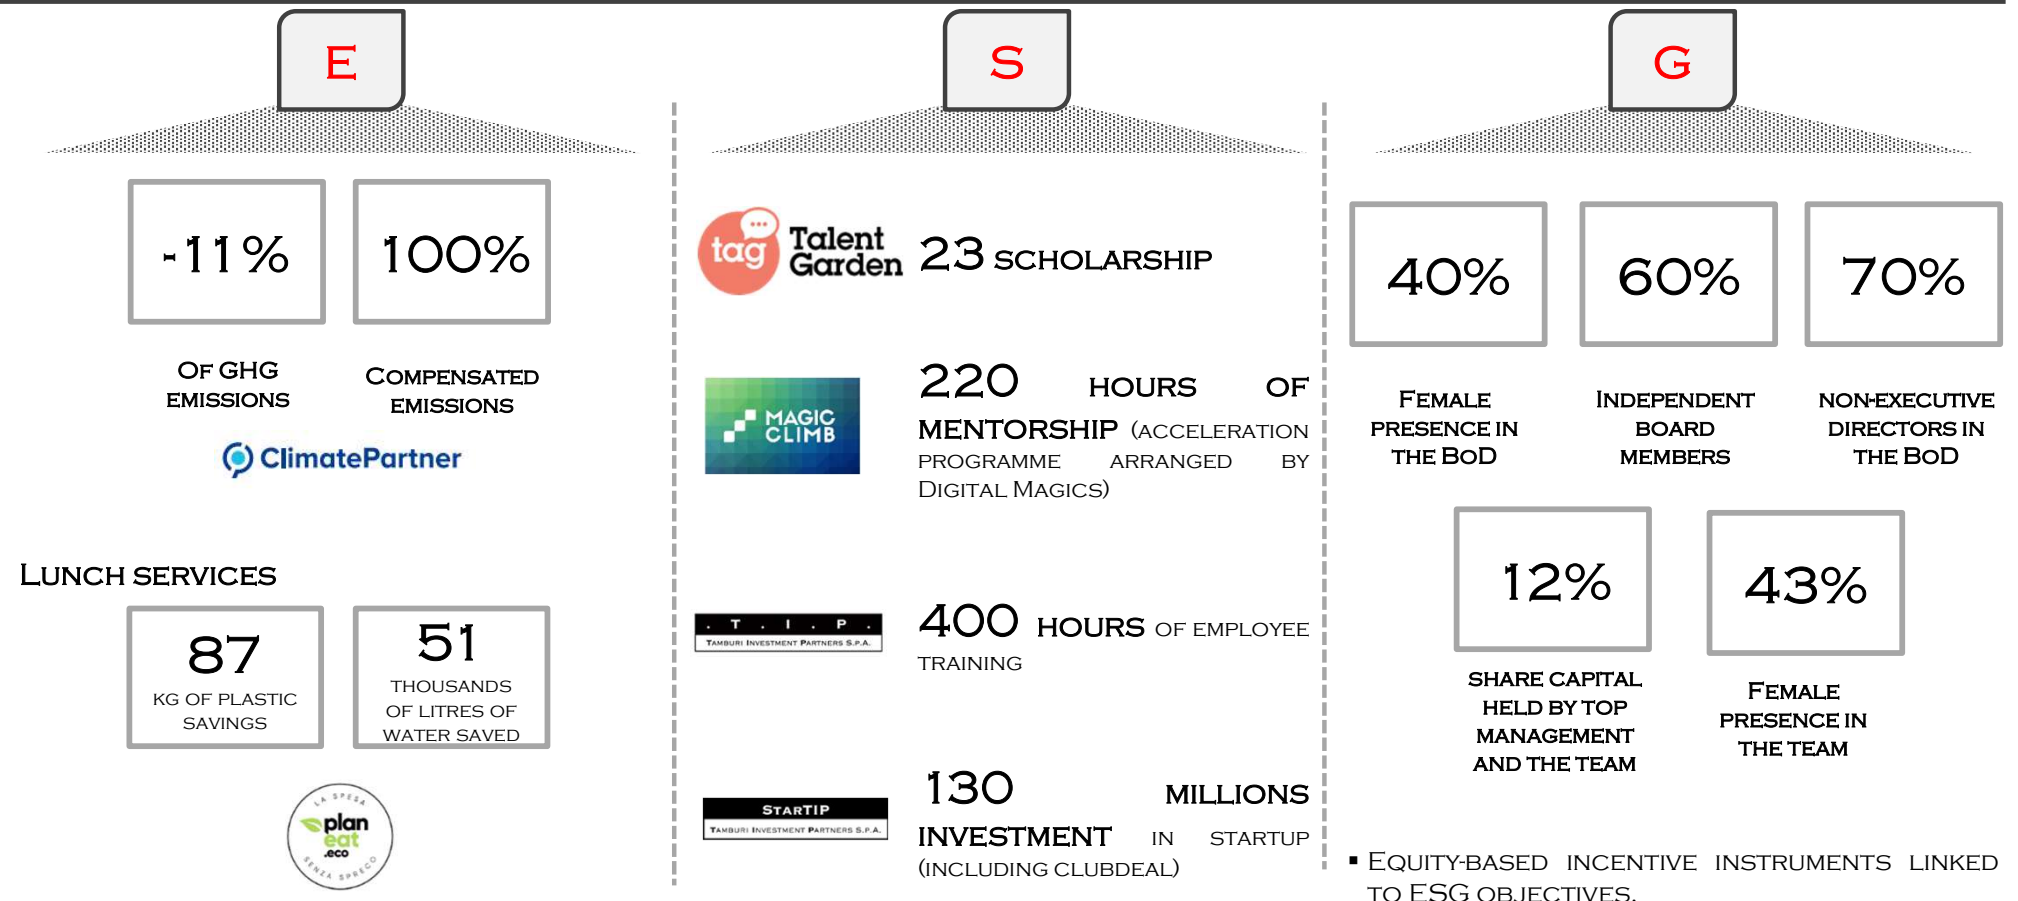 E
-11%
100%
Of GHG
emissions
Compensated
emissions
ClimatePartner
Lunch services
87
kg of plastic
savings
51
thousands
of litres of
water saved
LA SPESA
plan
eat
.eco
SENZA SPRECO
S
tag
Talent
Garden
23 scholarship
MAGIC
CLIMB
220 hours of
mentorship (acceleration
programme arranged by
Digital Magics)
. T . I . P .
Tamburi Investment Partners S.p.A.
400 hours of employee
training
StarTIP
Tamburi Investment Partners S.p.A.
130 millions
investment in startup
(including clubdeal)
G
40%
60%
70%
Female
presence in
the BoD
Independent
board
members
non-executive
directors in
the BoD
12%
43%
share capital
held by top
management
and the team
Female
presence in
the team
▪ Equity-based incentive instruments linked
to ESG objectives.